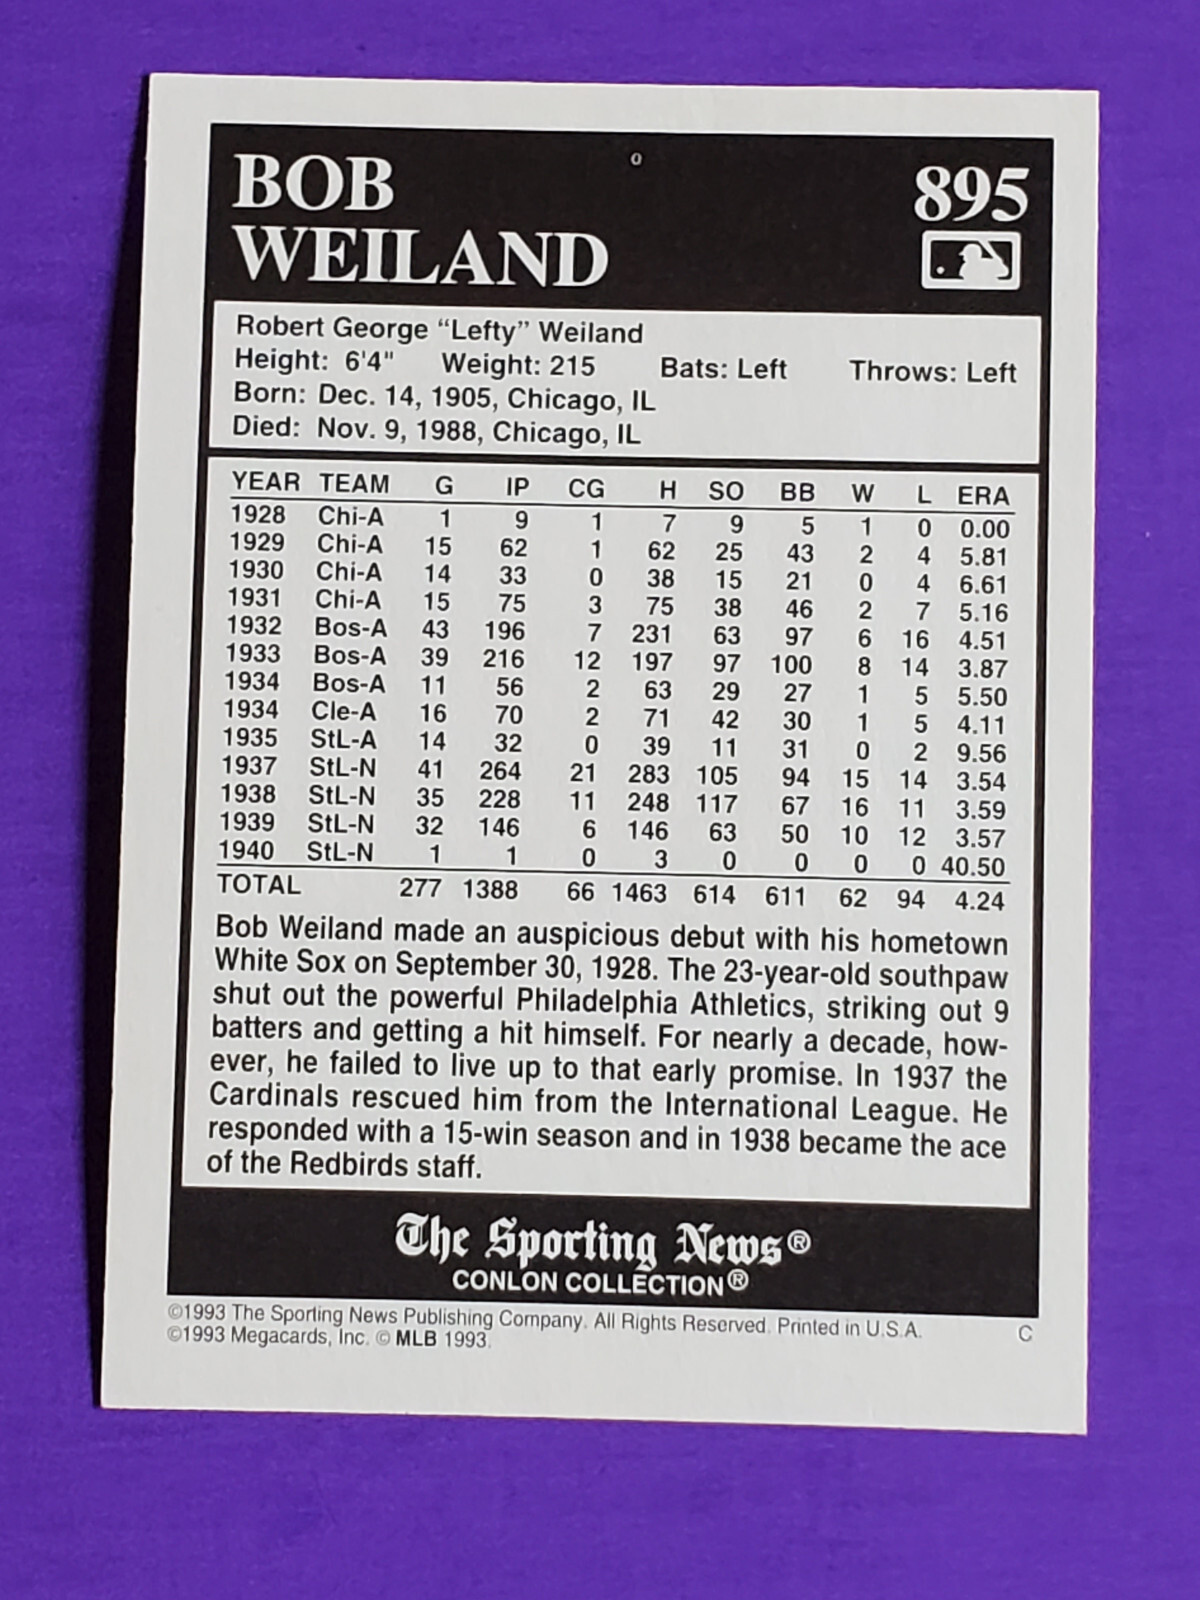 BOB
WEILAND
895
Robert George “Lefty” Weiland
Height: 6'4" Weight: 215 Bats: Left Throws: Left
Born: Dec. 14, 1905, Chicago, IL
Died: Nov. 9, 1988, Chicago, IL
YEAR TEAM G IP CG H SO BB W L ERA
1928 Chi-A 1 9 1 7 9 5 1 0 0.00
1929 Chi-A 15 62 1 62 25 43 2 4 5.81
1930 Chi-A 14 33 0 38 15 21 0 4 6.61
1931 Chi-A 15 75 3 75 38 46 2 7 5.16
1932 Bos-A 43 196 7 231 63 97 6 16 4.51
1933 Bos-A 39 216 12 197 97 100 8 14 3.87
1934 Bos-A 11 56 2 63 29 27 1 5 5.50
1934 Cle-A 16 70 2 71 42 30 1 5 4.11
1935 StL-A 14 32 0 39 11 31 0 2 9.56
1937 StL-N 41 264 21 283 105 94 15 14 3.54
1938 StL-N 35 228 11 248 117 67 16 11 3.59
1939 StL-N 32 146 6 146 63 50 10 12 3.57
1940 StL-N 1 1 0 3 0 0 0 0 40.50
TOTAL 277 1388 66 1463 614 611 62 94 4.24
Bob Weiland made an auspicious debut with his hometown
White Sox on September 30, 1928. The 23-year-old southpaw
shut out the powerful Philadelphia Athletics, striking out 9
batters and getting a hit himself. For nearly a decade, how-
ever, he failed to live up to that early promise. In 1937 the
Cardinals rescued him from the International League. He
responded with a 15-win season and in 1938 became the ace
of the Redbirds staff.
The Sporting News®
CONLON COLLECTION®
©1993 The Sporting News Publishing Company. All Rights Reserved. Printed in U.S.A.
©1993 Megacards, Inc. © MLB 1993.
C